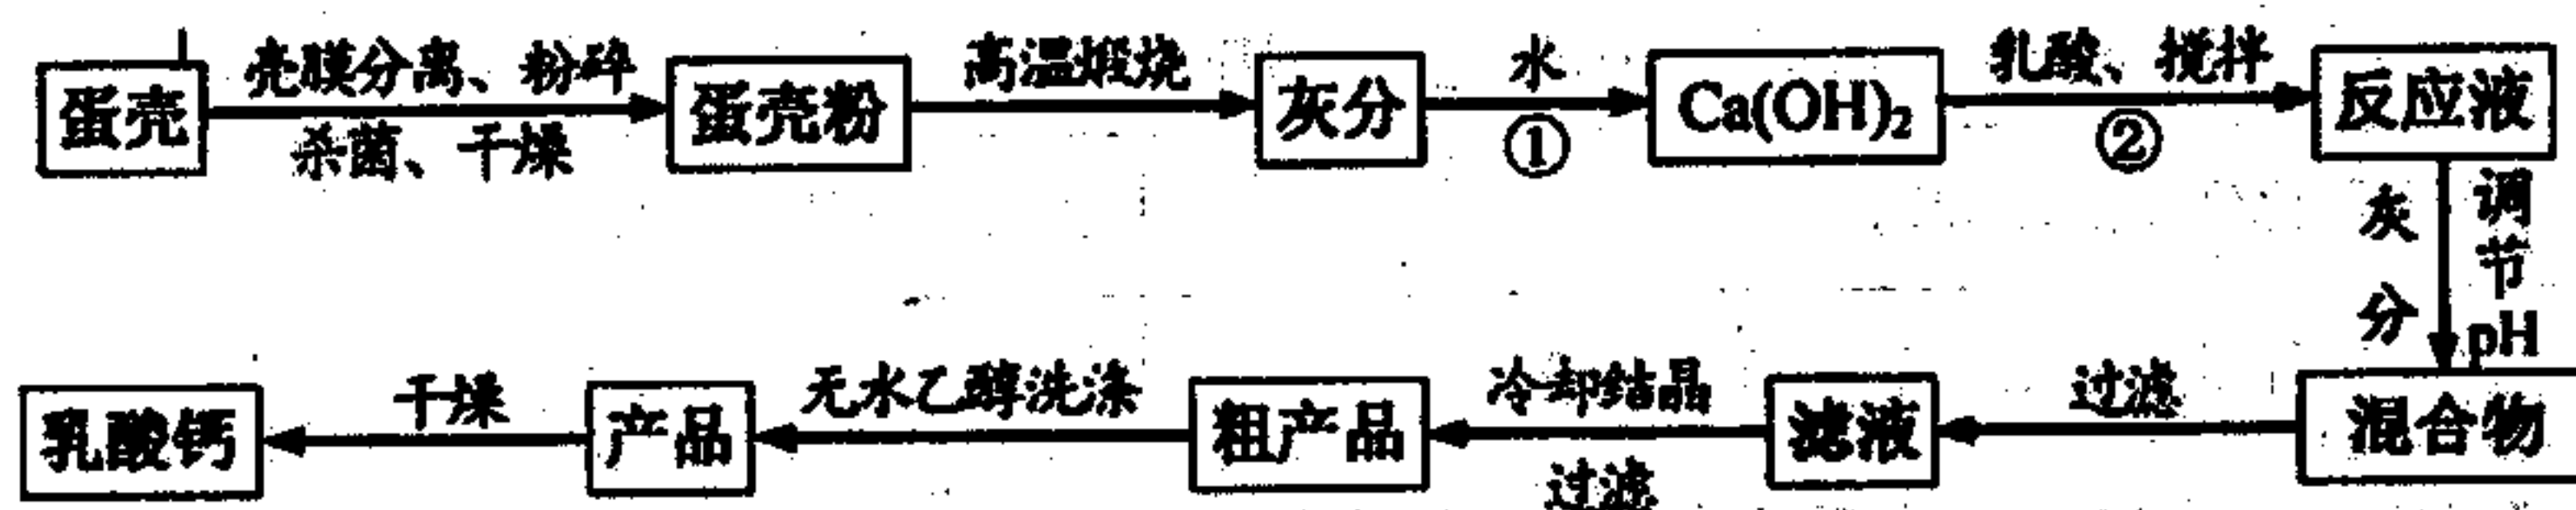 蛋壳
壳膜分离、粉碎
杀菌、干燥
蛋壳粉
高温煅烧
灰分
水
①
Ca(OH)₂
乳酸、搅拌
②
反应液
灰分
调节pH
混合物
过滤
滤液
冷却结晶
过滤
粗产品
无水乙醇洗涤
产品
干燥
乳酸钙